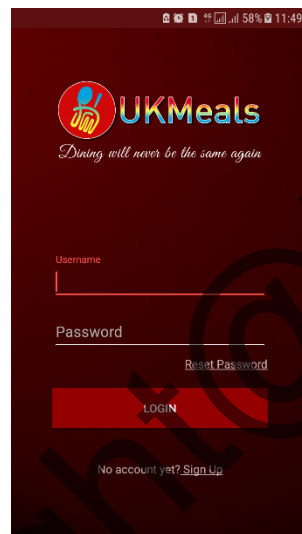 4G 58% 11:49
UKMeals
Dining will never be the same again
Username
Password
Reset Password
LOGIN
No account yet? Sign Up